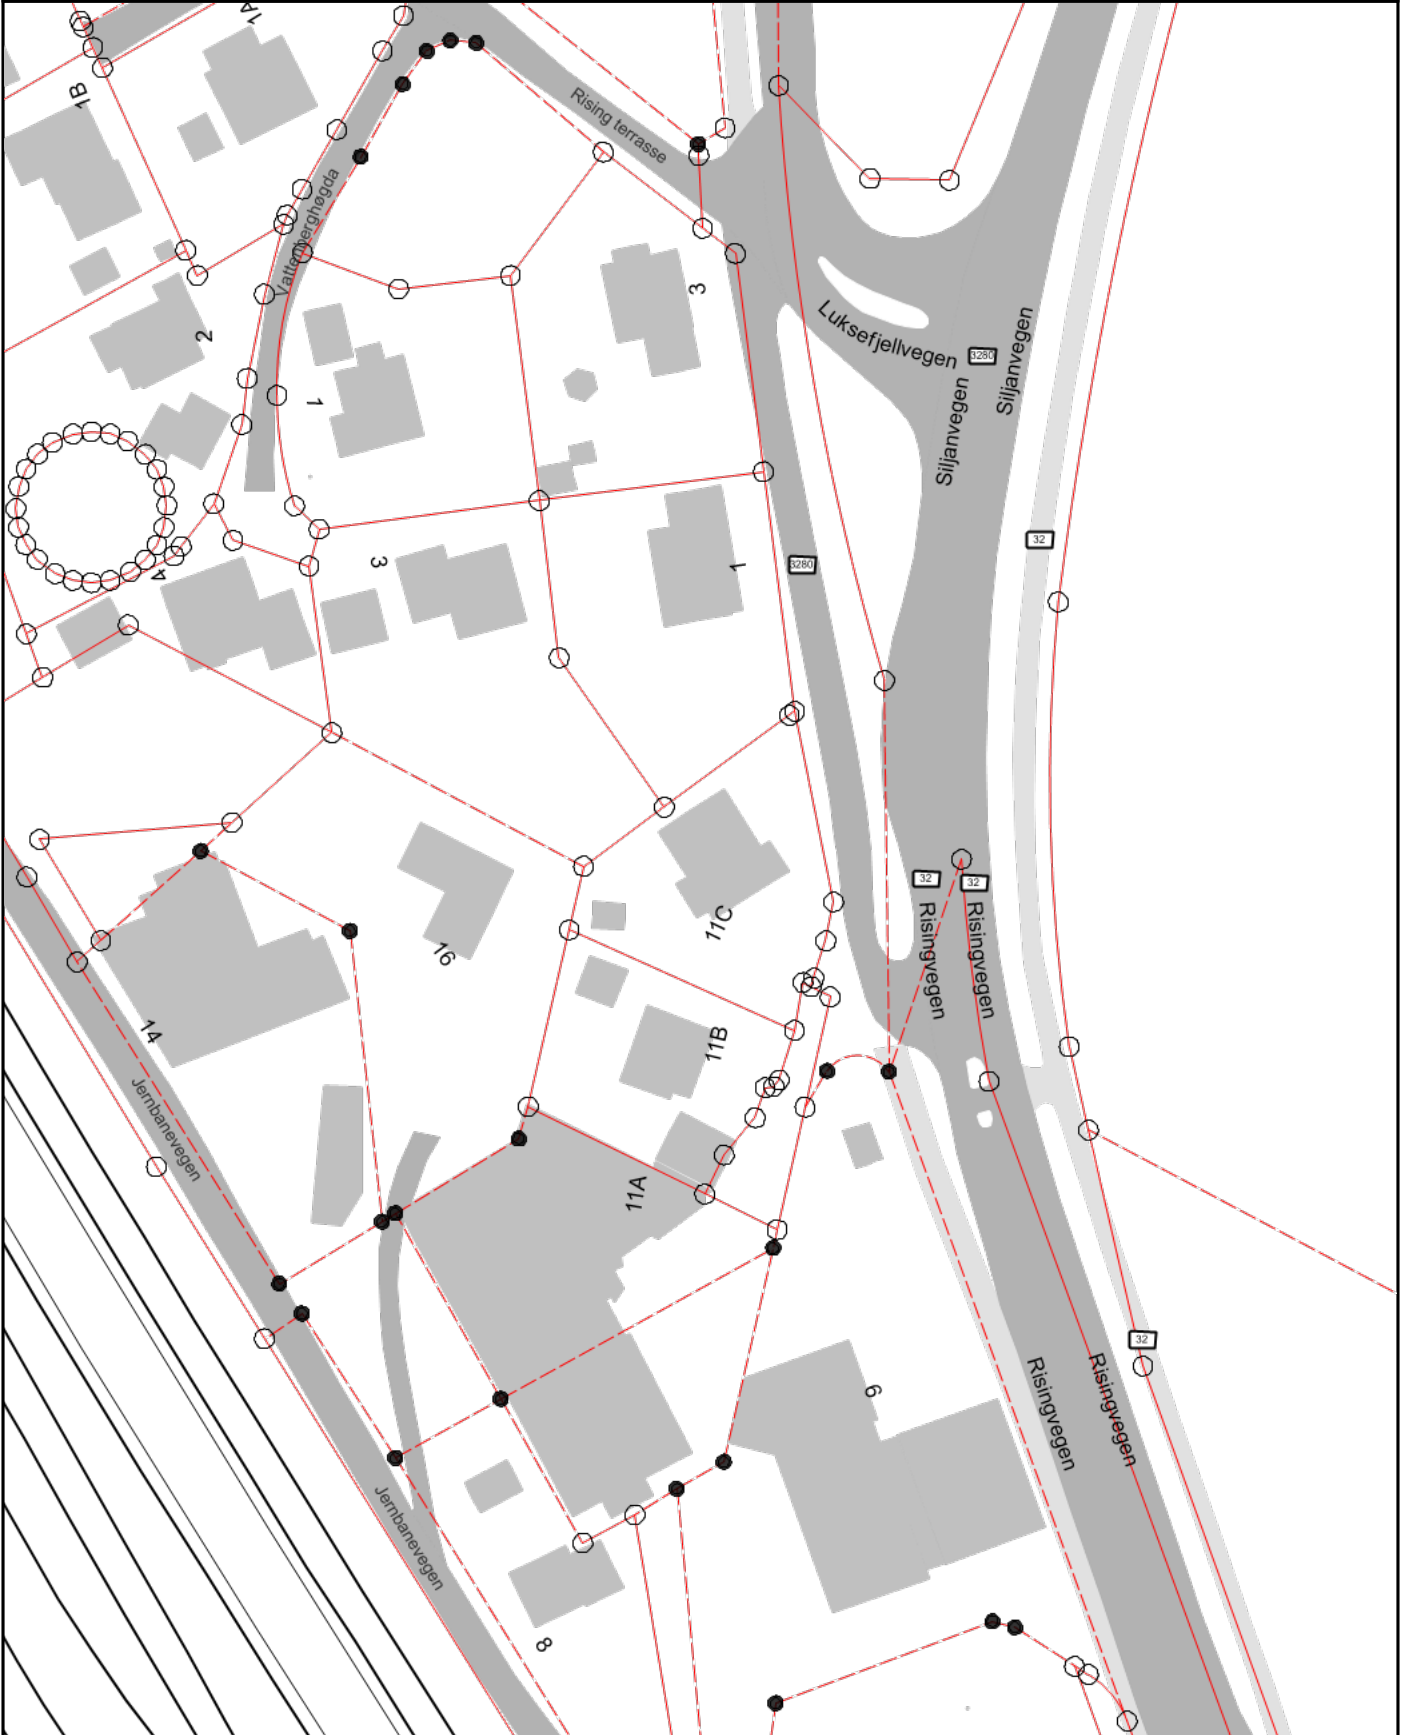 1A
1B
Rising terrasse
Vattenberghøgda
2
3
Luksefjellvegen
3280
Siljanvegen
Siljanvegen
1
32
3
1
3280
4
32
32
Risingvegen
Risingvegen
11C
16
14
11B
Jernbanevegen
11A
32
6
Risingvegen
Risingvegen
Jernbanevegen
8